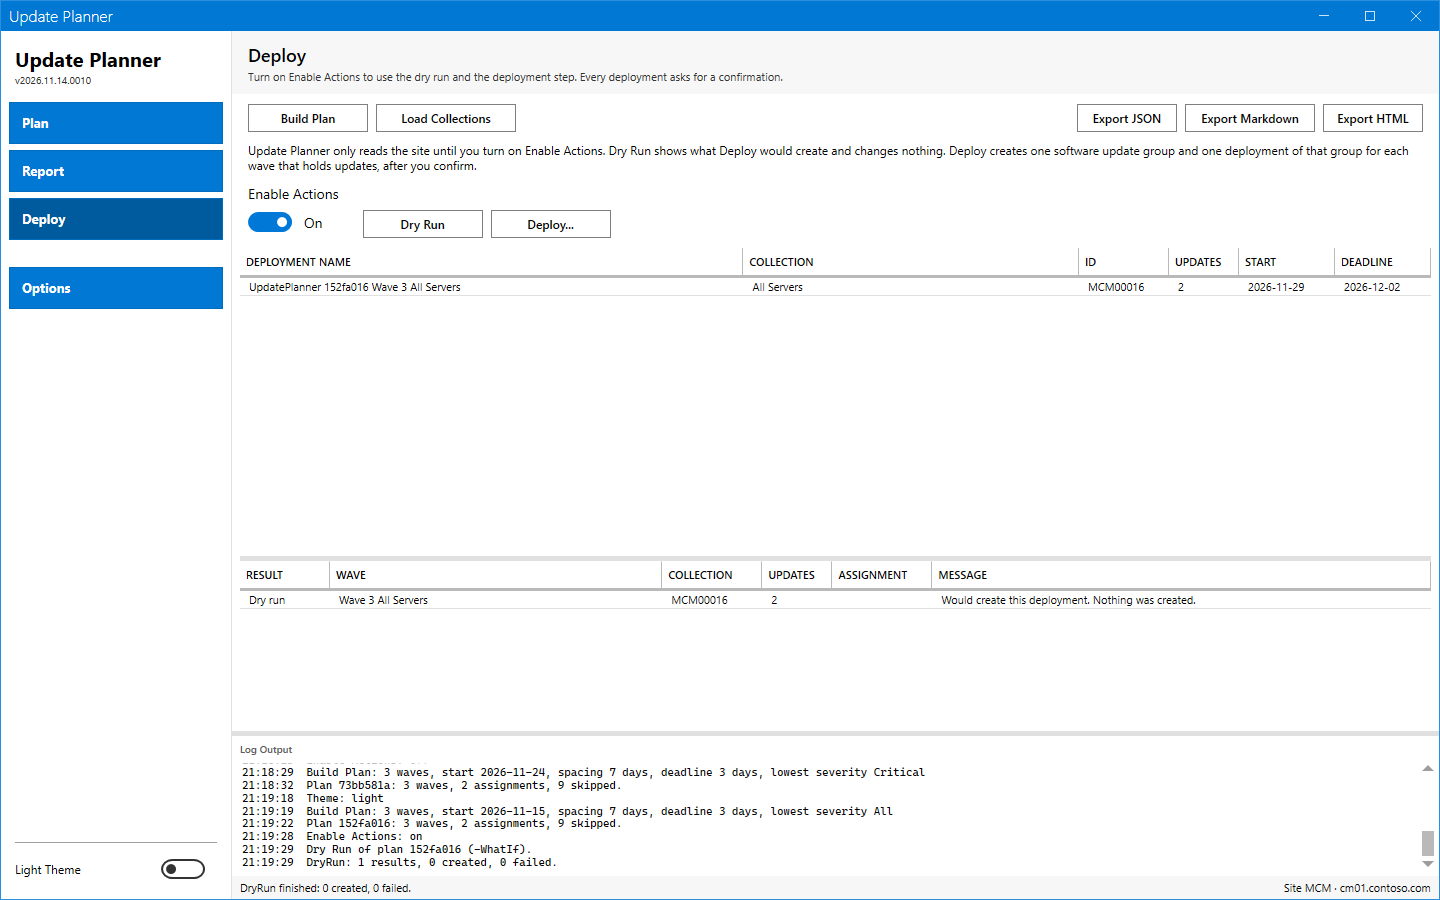 Update Planner
Update Planner
v2026.11.14.0010
Plan
Report
Deploy
Options
Light Theme
Deploy
Turn on Enable Actions to use the dry run and the deployment step. Every deployment asks for a confirmation.
Build Plan
Load Collections
Export JSON
Export Markdown
Export HTML
Update Planner only reads the site until you turn on Enable Actions. Dry Run shows what Deploy would create and changes nothing. Deploy creates one software update group and one deployment of that group for each
wave that holds updates, after you confirm.
Enable Actions
On
Dry Run
Deploy...
DEPLOYMENT NAME COLLECTION ID UPDATES START DEADLINE
UpdatePlanner 152fa016 Wave 3 All Servers All Servers MCM00016 2 2026-11-29 2026-12-02
RESULT WAVE COLLECTION UPDATES ASSIGNMENT MESSAGE
Dry run Wave 3 All Servers MCM00016 2 Would create this deployment. Nothing was created.
Log Output
21:18:29 Build Plan: 3 waves, start 2026-11-24, spacing 7 days, deadline 3 days, lowest severity Critical
21:18:32 Plan 73bb581a: 3 waves, 2 assignments, 9 skipped.
21:19:18 Theme: light
21:19:19 Build Plan: 3 waves, start 2026-11-15, spacing 7 days, deadline 3 days, lowest severity All
21:19:22 Plan 152fa016: 3 waves, 2 assignments, 9 skipped.
21:19:28 Enable Actions: on
21:19:29 Dry Run of plan 152fa016 (-WhatIf).
21:19:29 DryRun: 1 results, 0 created, 0 failed.
DryRun finished: 0 created, 0 failed.
Site MCM · cm01.contoso.com